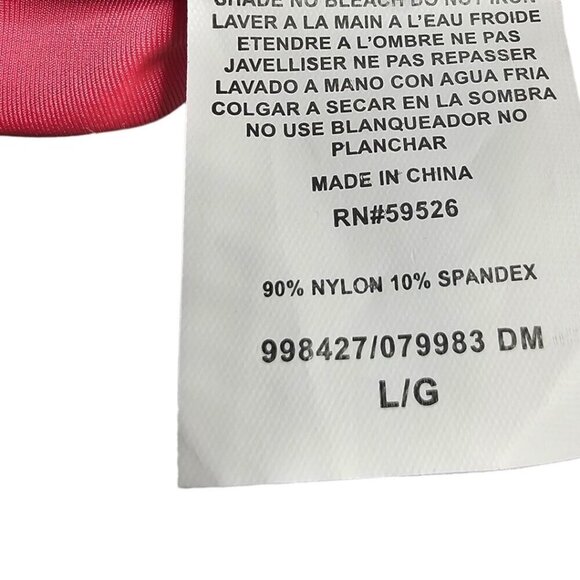 SHADE NO BLEACH DO NOT IRON
LAVER A LA MAIN A L'EAU FROIDE
ETENDRE A L'OMBRE NE PAS
JAVELLISER NE PAS REPASSER
LAVADO A MANO CON AGUA FRIA
COLGAR A SECAR EN LA SOMBRA
NO USE BLANQUEADOR NO
PLANCHAR
MADE IN CHINA
RN#59526
90% NYLON 10% SPANDEX
998427/079983 DM
L/G